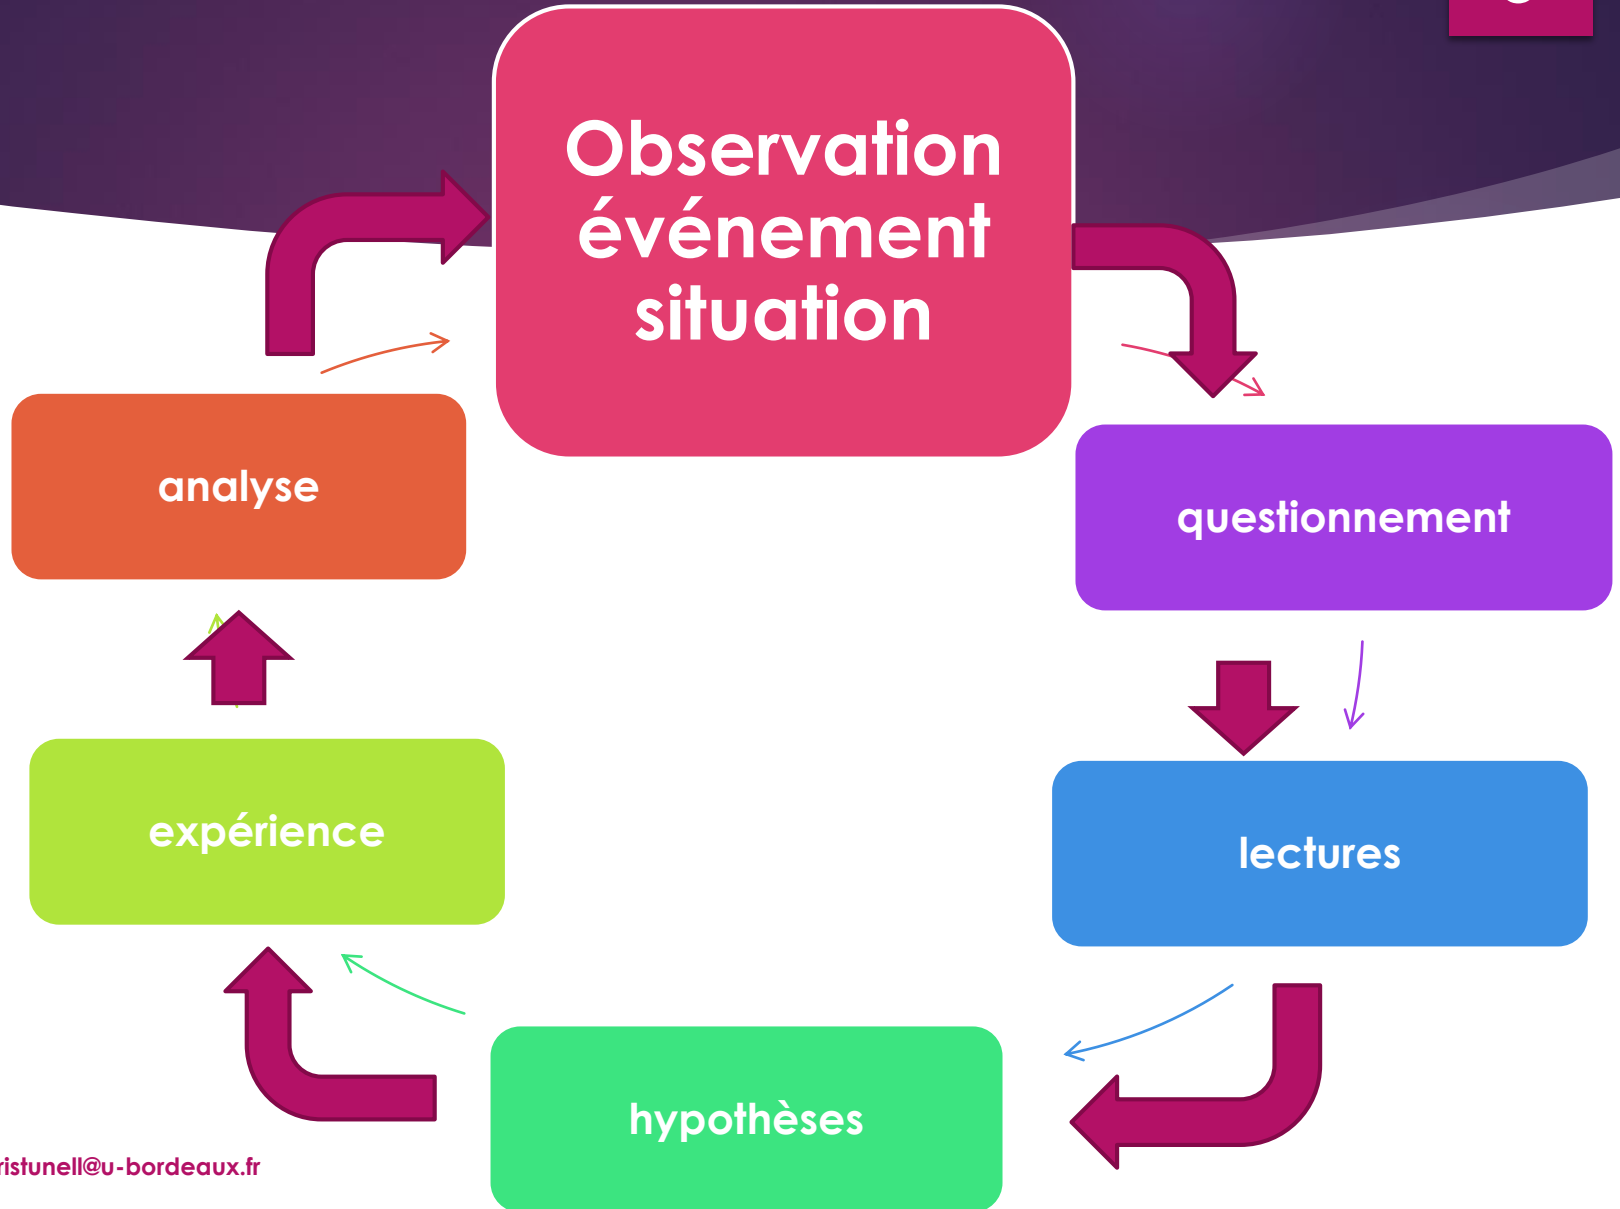 Observation
événement
situation
questionnement
lectures
hypothèses
expérience
analyse
ristunell@u-bordeaux.fr